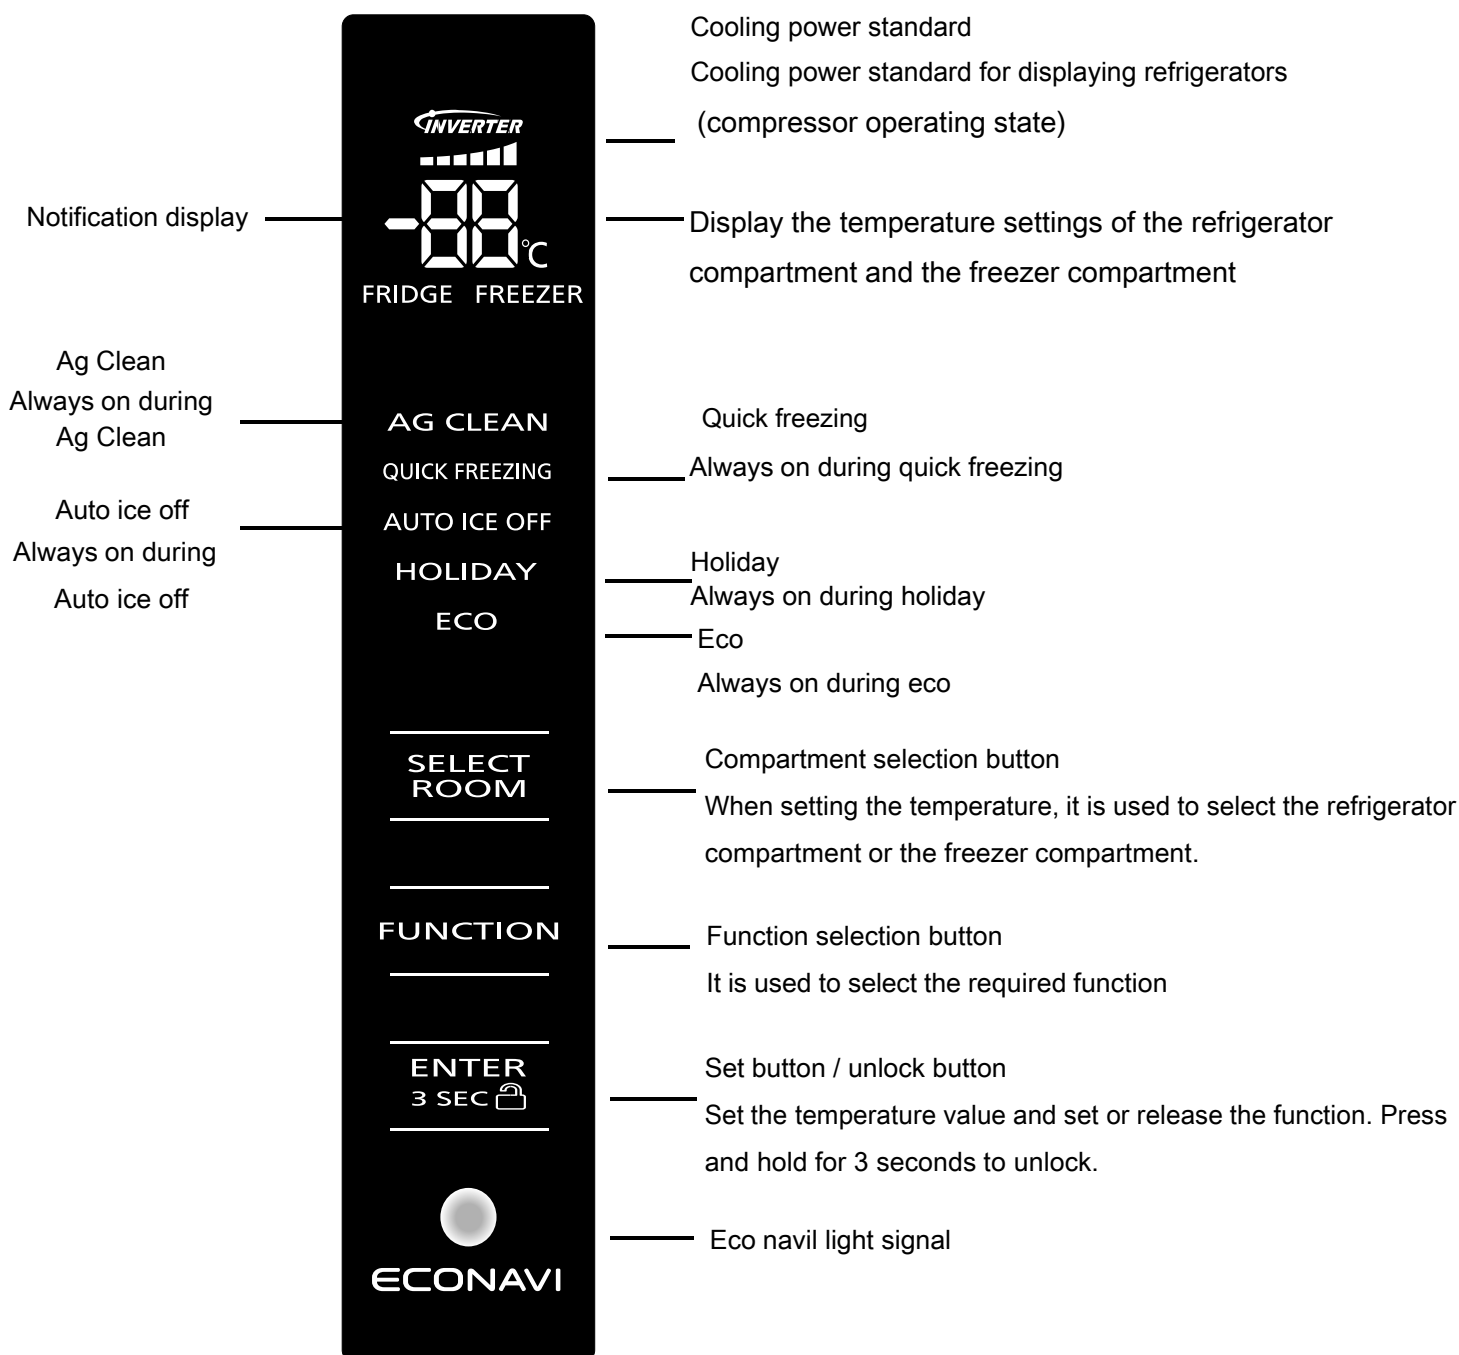 Cooling power standard
Cooling power standard for displaying refrigerators
(compressor operating state)
INVERTER
Notification display
-88°C
Display the temperature settings of the refrigerator
compartment and the freezer compartment
FRIDGE FREEZER
Ag Clean
Always on during
Ag Clean
AG CLEAN
Quick freezing
Always on during quick freezing
QUICK FREEZING
Auto ice off
Always on during
Auto ice off
AUTO ICE OFF
HOLIDAY
Holiday
Always on during holiday
ECO
Eco
Always on during eco
SELECT
ROOM
Compartment selection button
When setting the temperature, it is used to select the refrigerator
compartment or the freezer compartment.
FUNCTION
Function selection button
It is used to select the required function
ENTER
3 SEC
Set button / unlock button
Set the temperature value and set or release the function. Press
and hold for 3 seconds to unlock.
Eco navil light signal
ECONAVI